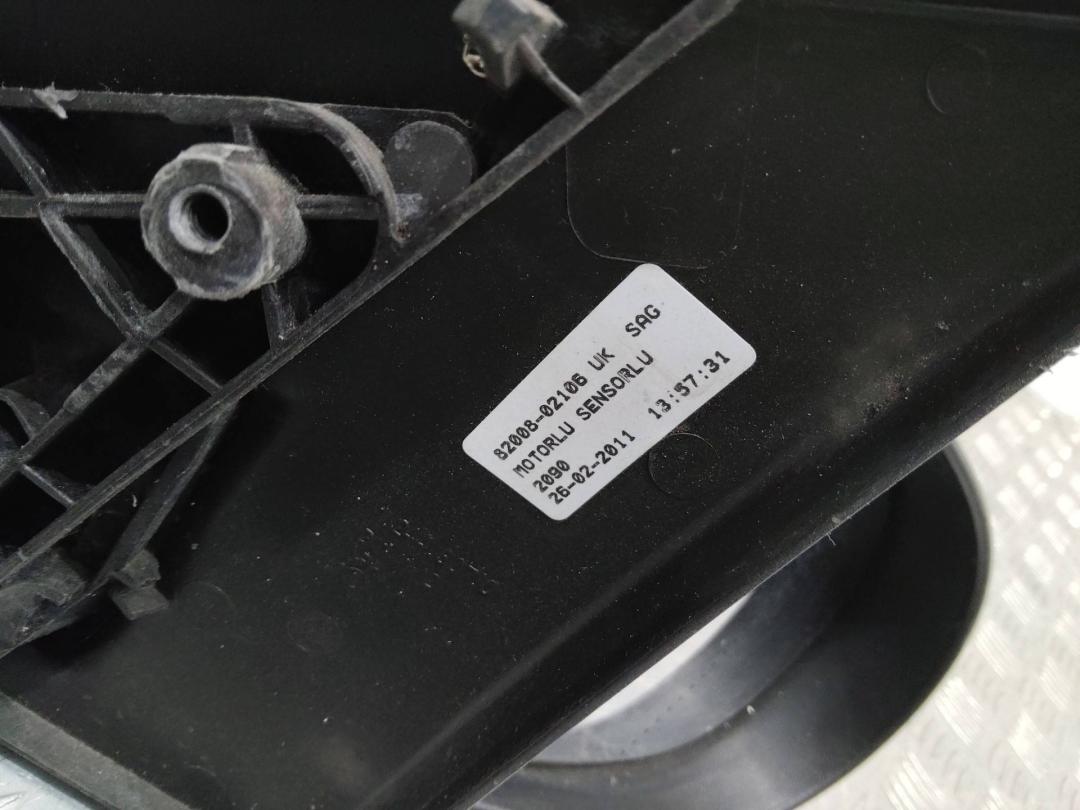 82008-02106 UK SAG
MOTORLU SENSORLU
2090
26-02-2011 13:57:31